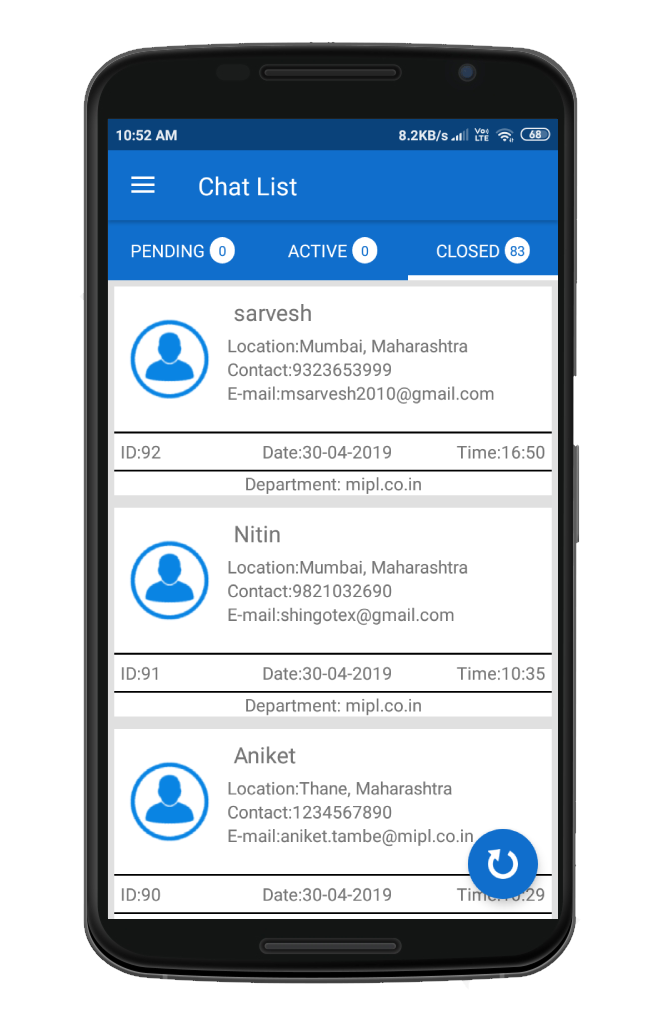 10:52 AM 8.2KB/s Vo) LTE 68
Chat List
PENDING 0 ACTIVE 0 CLOSED 83
sarvesh
Location:Mumbai, Maharashtra
Contact:9323653999
E-mail:msarvesh2010@gmail.com
ID:92 Date:30-04-2019 Time:16:50
Department: mipl.co.in
Nitin
Location:Mumbai, Maharashtra
Contact:9821032690
E-mail:shingotex@gmail.com
ID:91 Date:30-04-2019 Time:10:35
Department: mipl.co.in
Aniket
Location:Thane, Maharashtra
Contact:1234567890
E-mail:aniket.tambe@mipl.co.in
ID:90 Date:30-04-2019